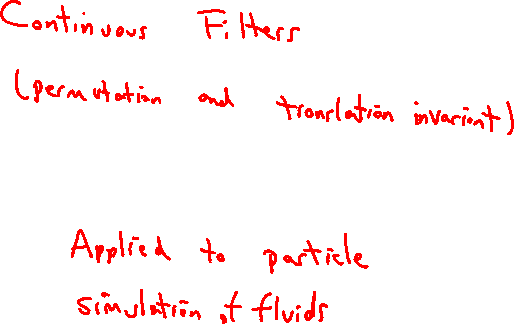 Continuous Filters
(permutation and translation invariant)
Applied to particle
simulation of fluids